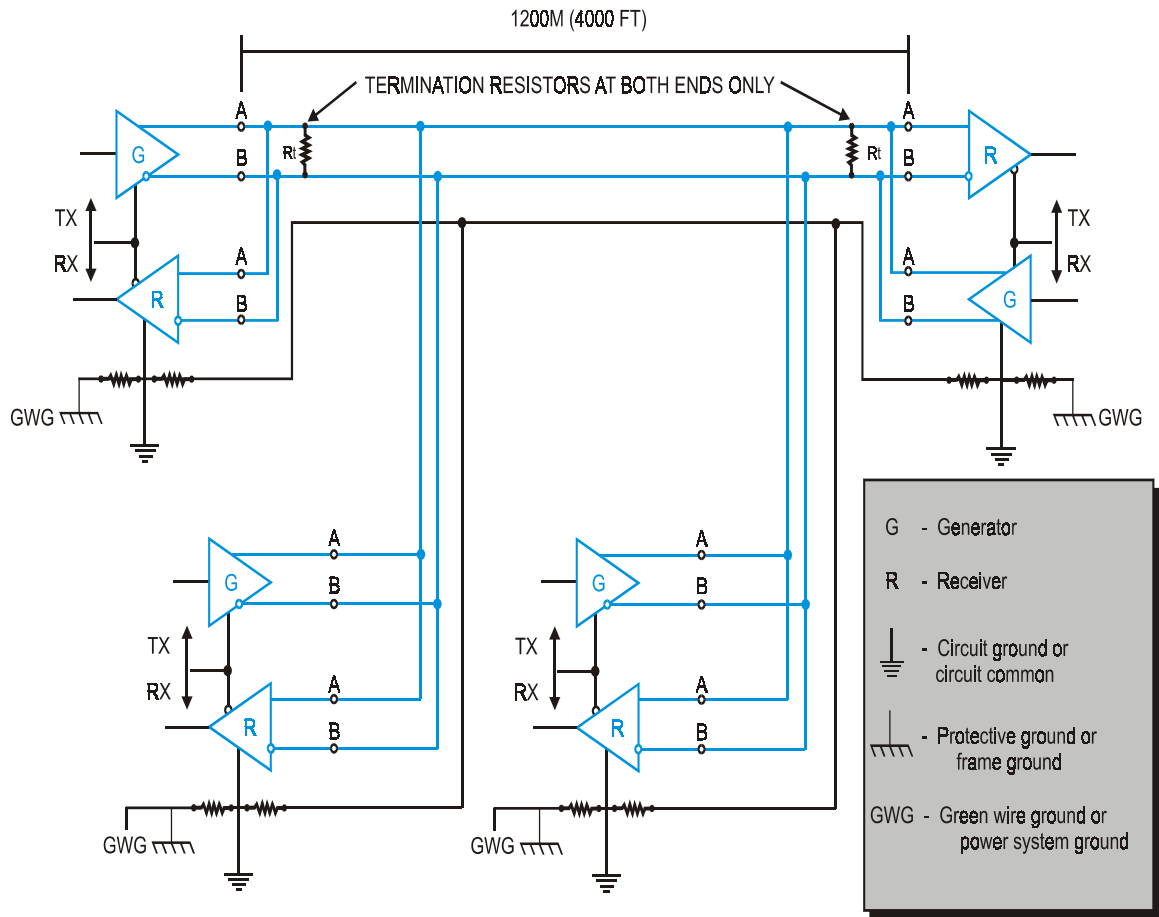 1200M (4000 FT)
TERMINATION RESISTORS AT BOTH ENDS ONLY
A
A
G
B
Rt
Rt
B
R
TX
RX
TX
RX
A
A
R
B
B
G
GWG
GWG
A
A
G
B
G
B
TX
RX
TX
RX
A
A
R
B
R
B
GWG
GWG
G - Generator
R - Receiver
- Circuit ground or
circuit common
- Protective ground or
frame ground
GWG - Green wire ground or
power system ground